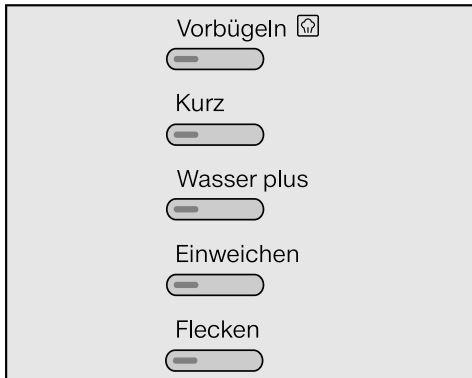 Vorbügeln
Kurz
Wasser plus
Einweichen
Flecken